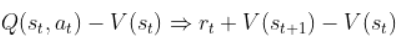 Q(s_t, a_t) − V(s_t) ⇒ r_t + V(s_{t+1}) − V(s_t)